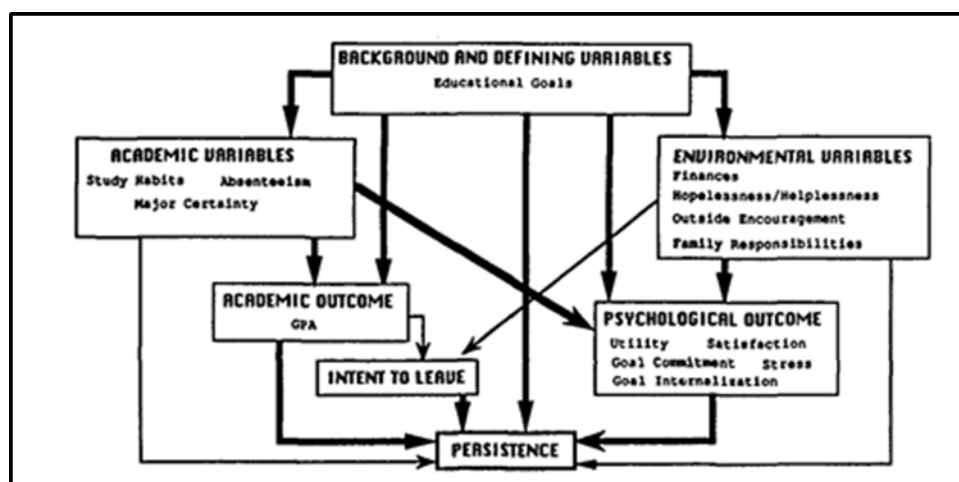 BACKGROUND AND DEFINING VARIABLES
Educational Goals
ACADEMIC VARIABLES
Study Habits Absenteeism
Major Certainty
ENVIRONMENTAL VARIABLES
Finances
Hopelessness/Helplessness
Outside Encouragement
Family Responsibilities
ACADEMIC OUTCOME
GPA
INTENT TO LEAVE
PSYCHOLOGICAL OUTCOME
Utility Satisfaction
Goal Commitment Stress
Goal Internalization
PERSISTENCE